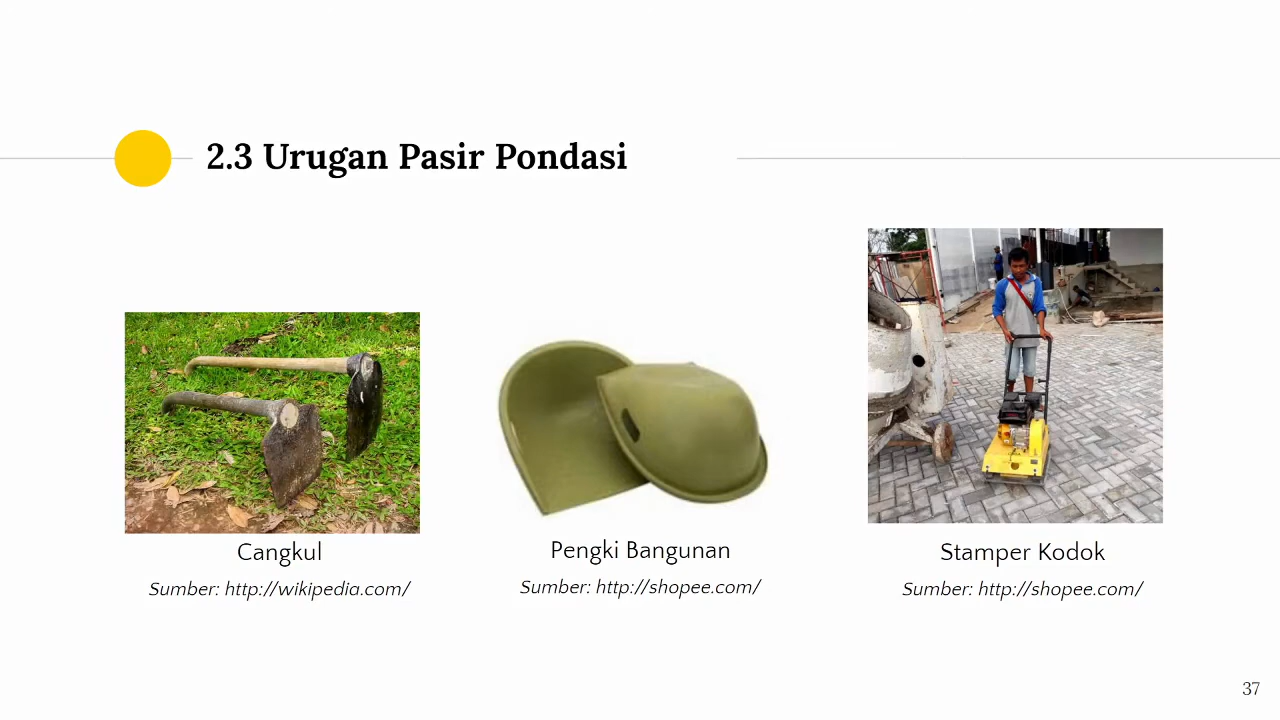 2.3 Urugan Pasir Pondasi
Cangkul
Sumber: http://wikipedia.com/
Pengki Bangunan
Sumber: http://shopee.com/
Stamper Kodok
Sumber: http://shopee.com/
37